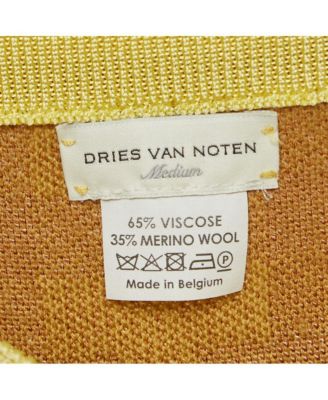 DRIES VAN NOTEN
Medium
65% VISCOSE
35% MERINO WOOL
P
Made in Belgium